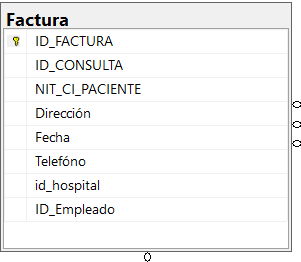 Factura
ID_FACTURA
ID_CONSULTA
NIT_CI_PACIENTE
Dirección
Fecha
Telefóno
id_hospital
ID_Empleado